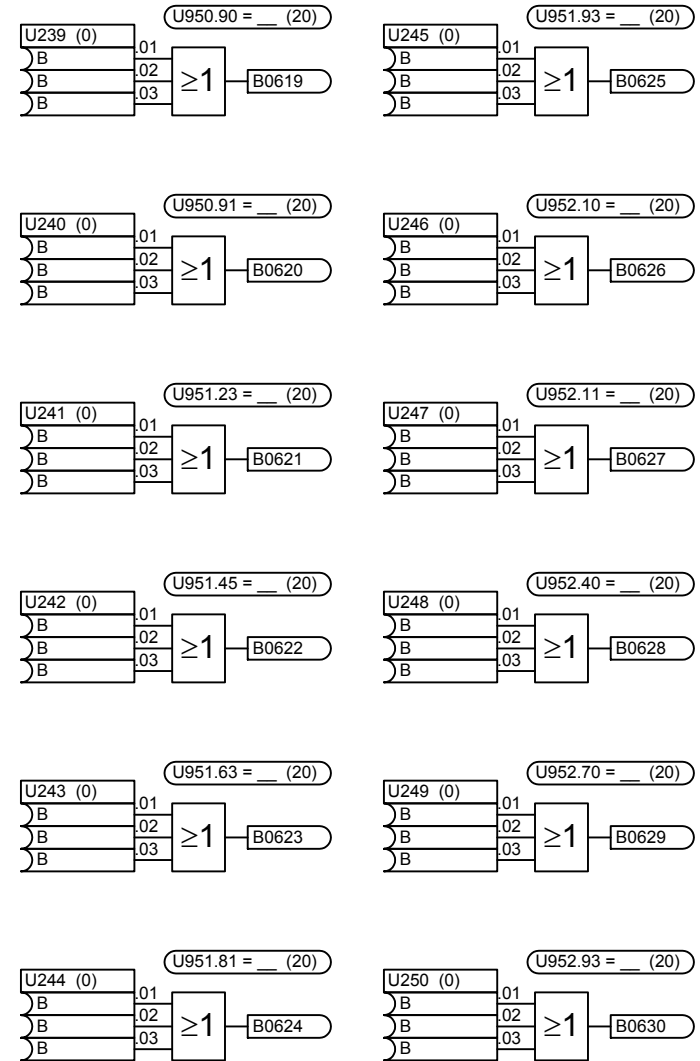 U950.90 = __ (20)
U239 (0)
B .01
B .02
B .03
≥1
B0619
U950.91 = __ (20)
U240 (0)
B .01
B .02
B .03
≥1
B0620
U951.23 = __ (20)
U241 (0)
B .01
B .02
B .03
≥1
B0621
U951.45 = __ (20)
U242 (0)
B .01
B .02
B .03
≥1
B0622
U951.63 = __ (20)
U243 (0)
B .01
B .02
B .03
≥1
B0623
U951.81 = __ (20)
U244 (0)
B .01
B .02
B .03
≥1
B0624
U951.93 = __ (20)
U245 (0)
B .01
B .02
B .03
≥1
B0625
U952.10 = __ (20)
U246 (0)
B .01
B .02
B .03
≥1
B0626
U952.11 = __ (20)
U247 (0)
B .01
B .02
B .03
≥1
B0627
U952.40 = __ (20)
U248 (0)
B .01
B .02
B .03
≥1
B0628
U952.70 = __ (20)
U249 (0)
B .01
B .02
B .03
≥1
B0629
U952.93 = __ (20)
U250 (0)
B .01
B .02
B .03
≥1
B0630